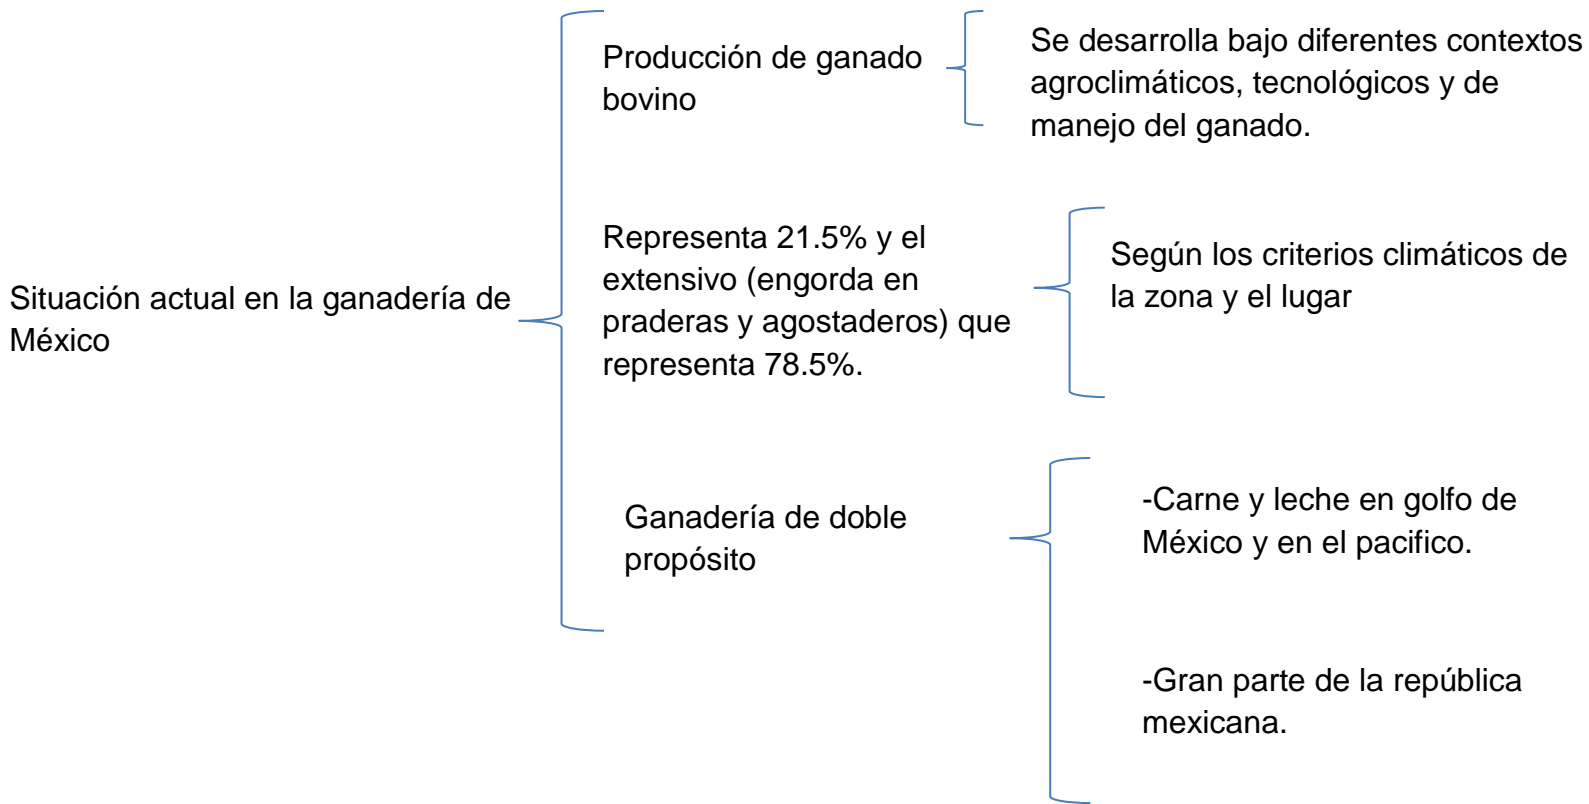 Situación actual en la ganadería de
México
Producción de ganado
bovino
Se desarrolla bajo diferentes contextos
agroclimáticos, tecnológicos y de
manejo del ganado.
Representa 21.5% y el
extensivo (engorda en
praderas y agostaderos) que
representa 78.5%.
Según los criterios climáticos de
la zona y el lugar
Ganadería de doble
propósito
-Carne y leche en golfo de
México y en el pacifico.
-Gran parte de la república
mexicana.